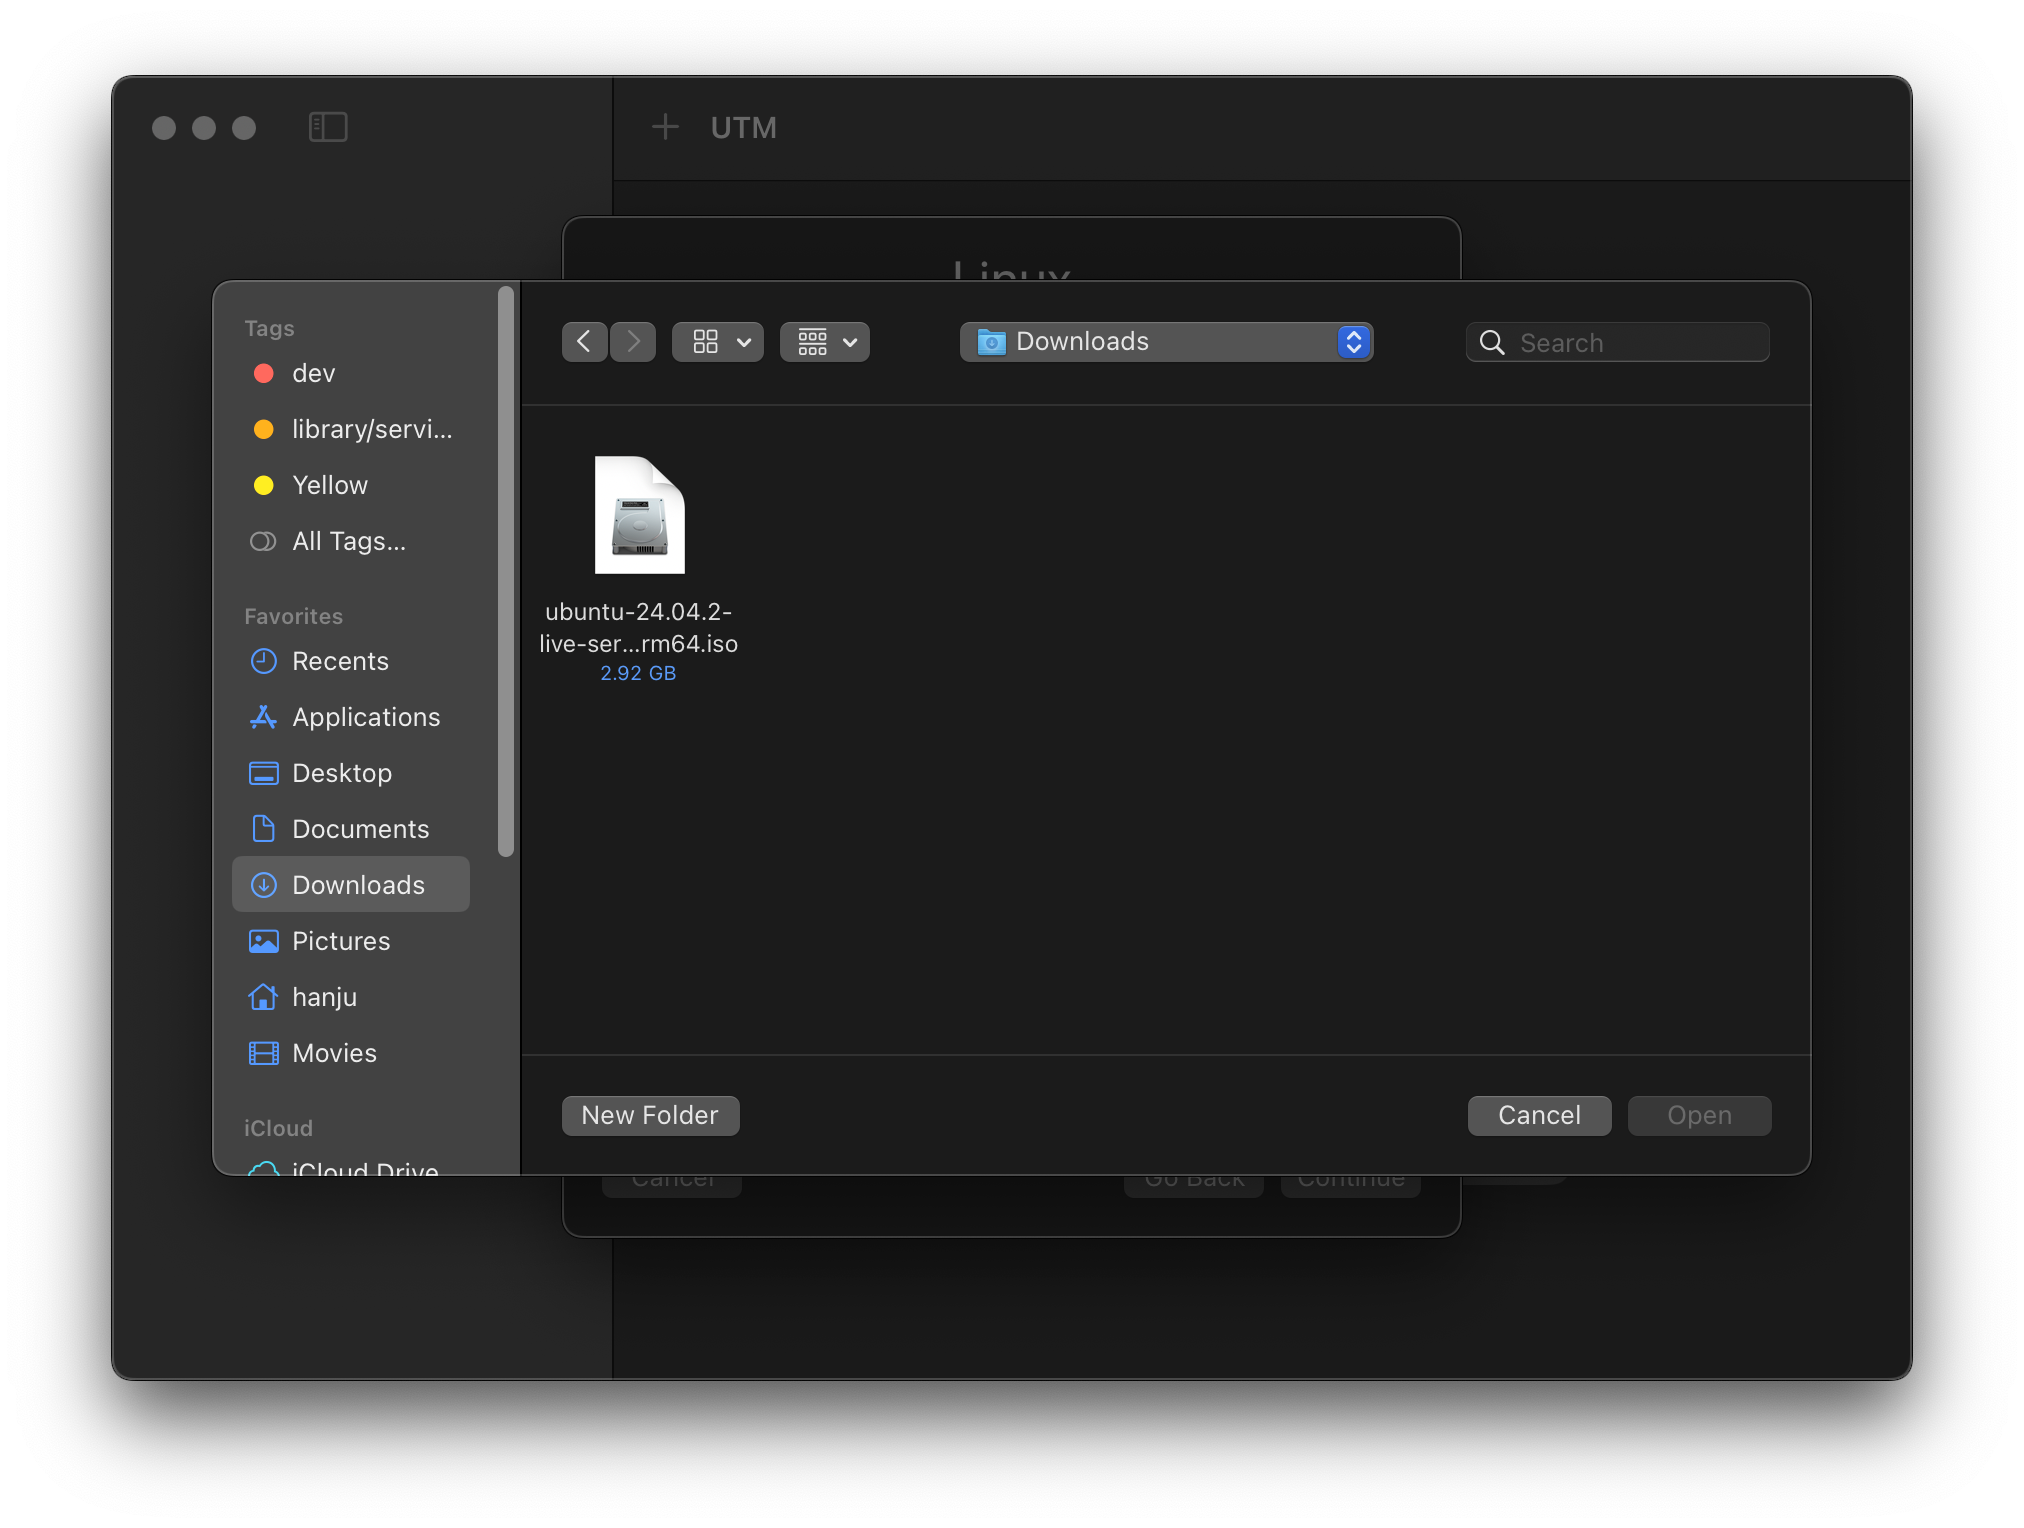 UTM
Linux
Tags
dev
library/servi...
Yellow
All Tags...
Favorites
Recents
Applications
Desktop
Documents
Downloads
Pictures
hanju
Movies
iCloud
iCloud Drive
Downloads
Search
ubuntu-24.04.2-
live-ser...rm64.iso
2.92 GB
New Folder
Cancel
Open
Cancel
Go Back
Continue